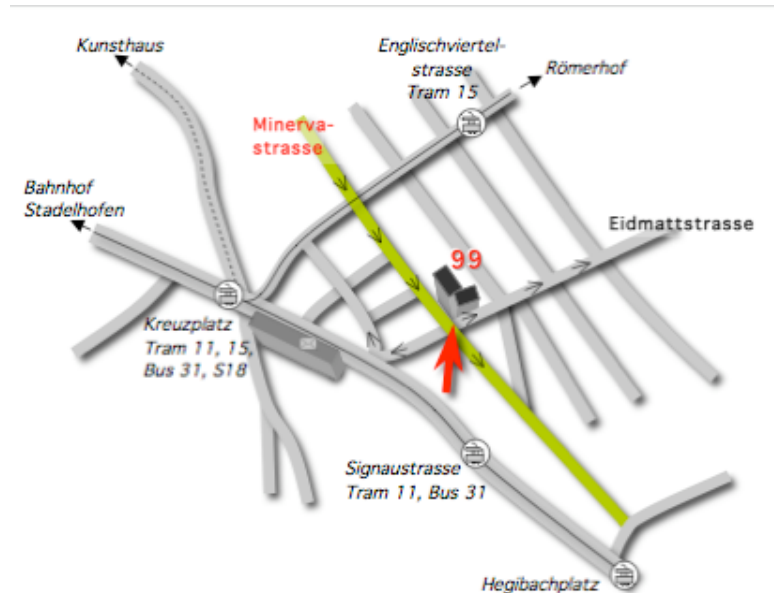 Kunsthaus
Englischviertel-
strasse
Tram 15
Römerhof
Minerva-
strasse
Bahnhof
Stadelhofen
Eidmattstrasse
99
Kreuzplatz
Tram 11, 15,
Bus 31, S18
Signaustrasse
Tram 11, Bus 31
Hegibachplatz